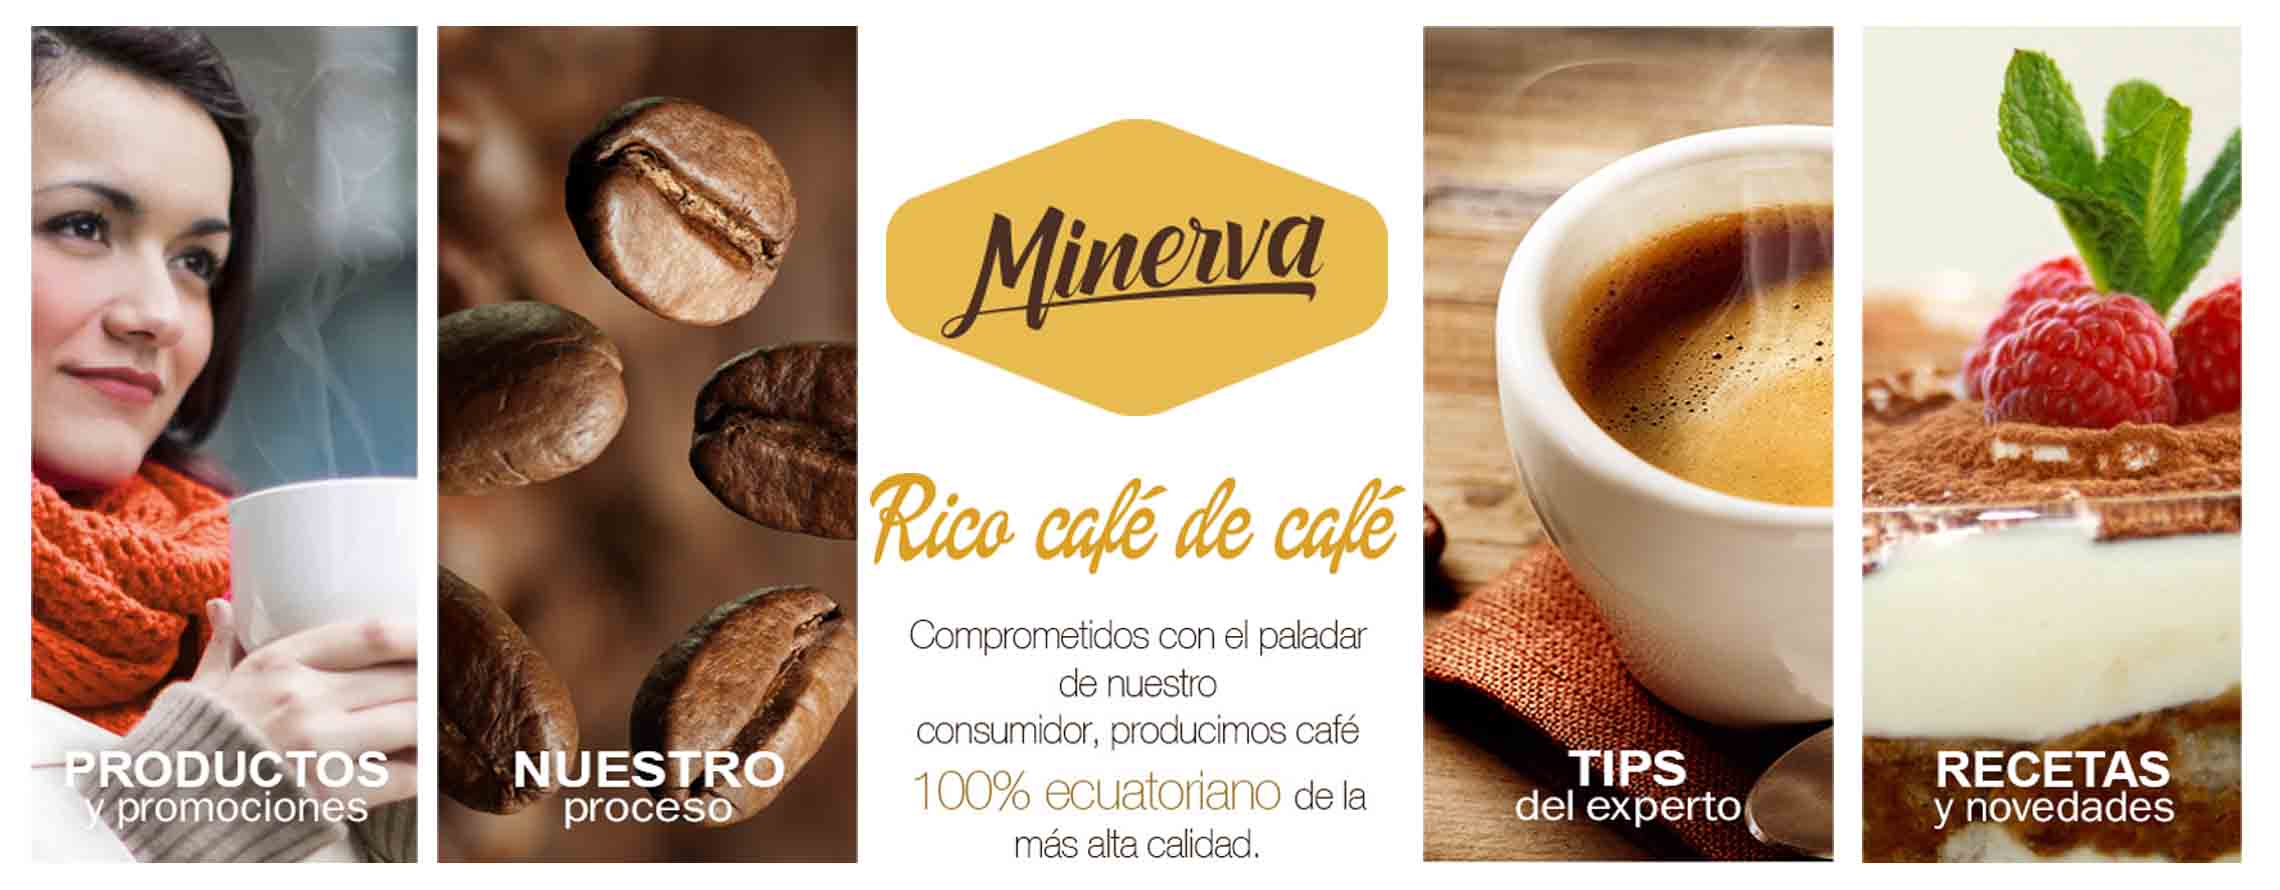 PRODUCTOS
y promociones
NUESTRO
proceso
Minerva
Rico café de café
Comprometidos con el paladar
de nuestro
consumidor, producimos café
100% ecuatoriano de la
más alta calidad.
TIPS
del experto
RECETAS
y novedades